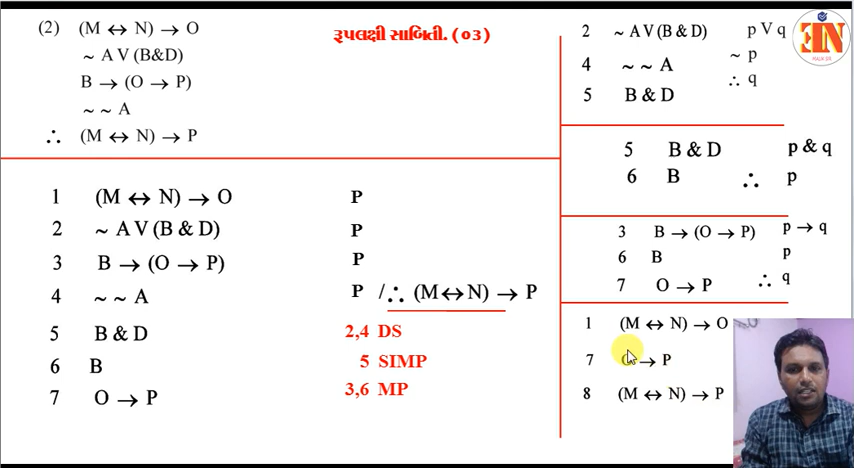 (2) (M ↔ N) → O
~ A V (B & D)
B → (O → P)
~ ~ A
∴ (M ↔ N) → P
રૂપલક્ષી સાબિતી. (૦૩)
1 (M ↔ N) → O P
2 ~ A V (B & D) P
3 B → (O → P) P
4 ~ ~ A P /∴ (M ↔ N) → P
5 B & D 2,4 DS
6 B 5 SIMP
7 O → P 3,6 MP
2 ~ A V (B & D) p V q
4 ~ ~ A ~ p
5 B & D ∴ q
5 B & D p & q
6 B ∴ p
3 B → (O → P) p → q
6 B p
7 O → P ∴ q
1 (M ↔ N) → O
7 O → P
8 (M ↔ N) → P
EIN